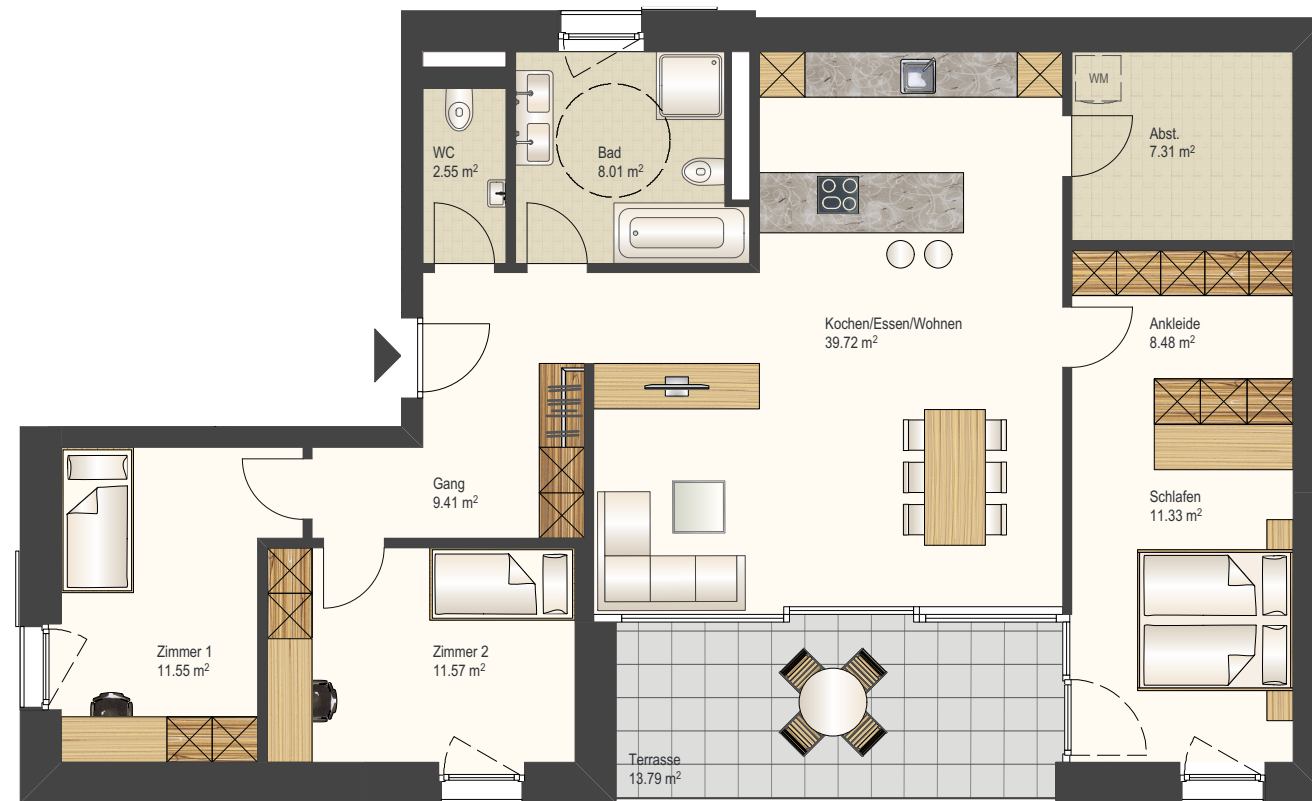 WC
2.55 m²
Bad
8.01 m²
WM
Abst.
7.31 m²
Kochen/Essen/Wohnen
39.72 m²
Ankleide
8.48 m²
Gang
9.41 m²
Schlafen
11.33 m²
Zimmer 1
11.55 m²
Zimmer 2
11.57 m²
Terrasse
13.79 m²